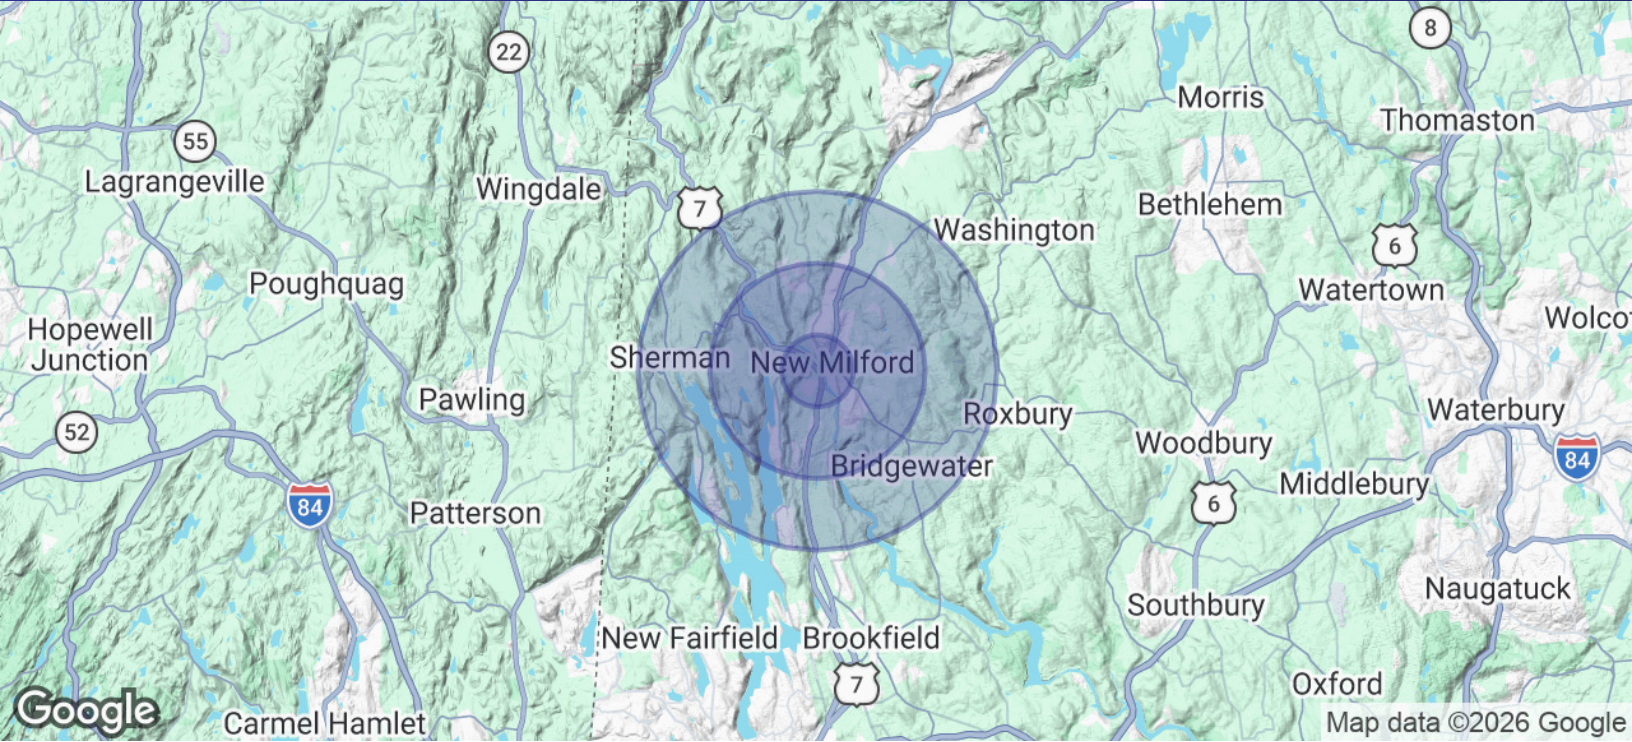 8
22
Morris
Thomaston
55
Lagrangeville
Wingdale
7
Bethlehem
Washington
6
Poughquag
Watertown
Hopewell
Junction
Wolco
Sherman
New Milford
Pawling
Roxbury
Waterbury
52
Woodbury
84
Bridgewater
Middlebury
84
6
Patterson
Naugatuck
Southbury
New Fairfield
Brookfield
7
Oxford
Google
Carmel Hamlet
Map data ©2026 Google